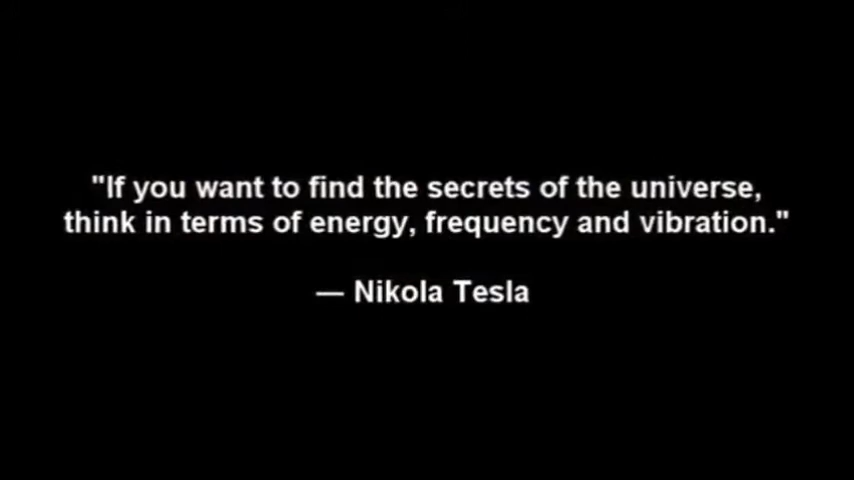 "If you want to find the secrets of the universe,
think in terms of energy, frequency and vibration."
— Nikola Tesla